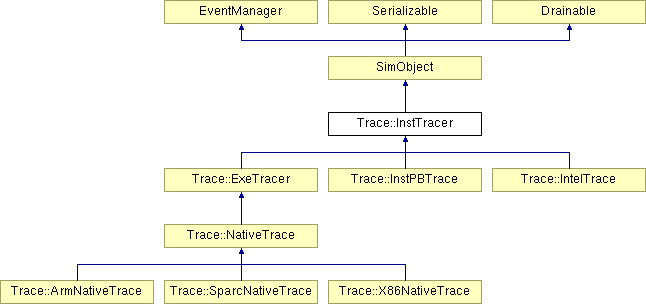 EventManager
Serializable
Drainable
SimObject
Trace::InstTracer
Trace::ExeTracer
Trace::InstPBTrace
Trace::IntelTrace
Trace::NativeTrace
Trace::ArmNativeTrace
Trace::SparcNativeTrace
Trace::X86NativeTrace